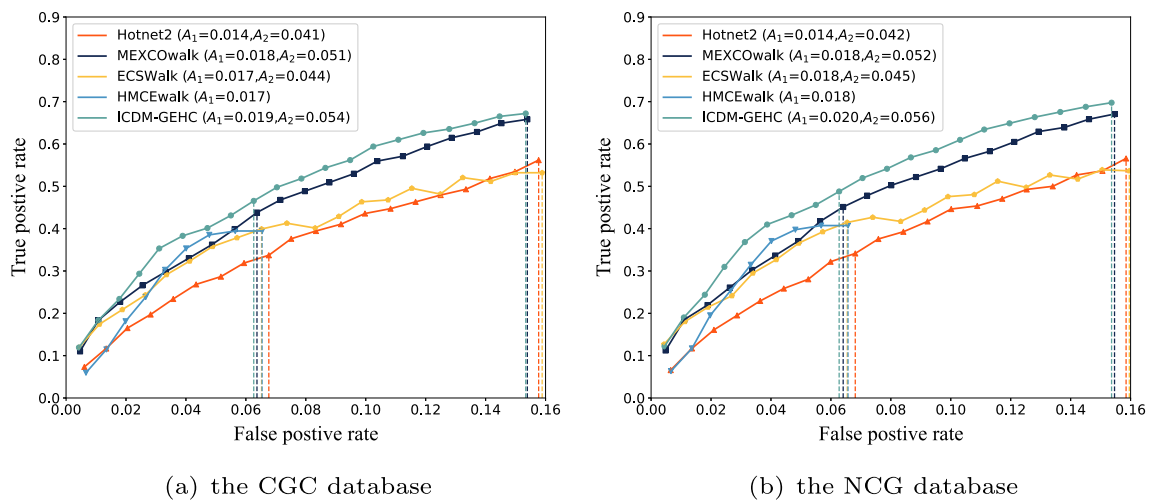 0.9
0.8
0.7
0.6
0.5
0.4
0.3
0.2
0.1
0.0
True postive rate
Hotnet2 (A1=0.014,A2=0.041)
MEXCOwalk (A1=0.018,A2=0.051)
ECSWalk (A1=0.017,A2=0.044)
HMCEwalk (A1=0.017)
ICDM-GEHC (A1=0.019,A2=0.054)
0.00 0.02 0.04 0.06 0.08 0.10 0.12 0.14 0.16
False postive rate
(a) the CGC database
0.9
0.8
0.7
0.6
0.5
0.4
0.3
0.2
0.1
0.0
True postive rate
Hotnet2 (A1=0.014,A2=0.042)
MEXCOwalk (A1=0.018,A2=0.052)
ECSWalk (A1=0.018,A2=0.045)
HMCEwalk (A1=0.018)
ICDM-GEHC (A1=0.020,A2=0.056)
0.00 0.02 0.04 0.06 0.08 0.10 0.12 0.14 0.16
False postive rate
(b) the NCG database